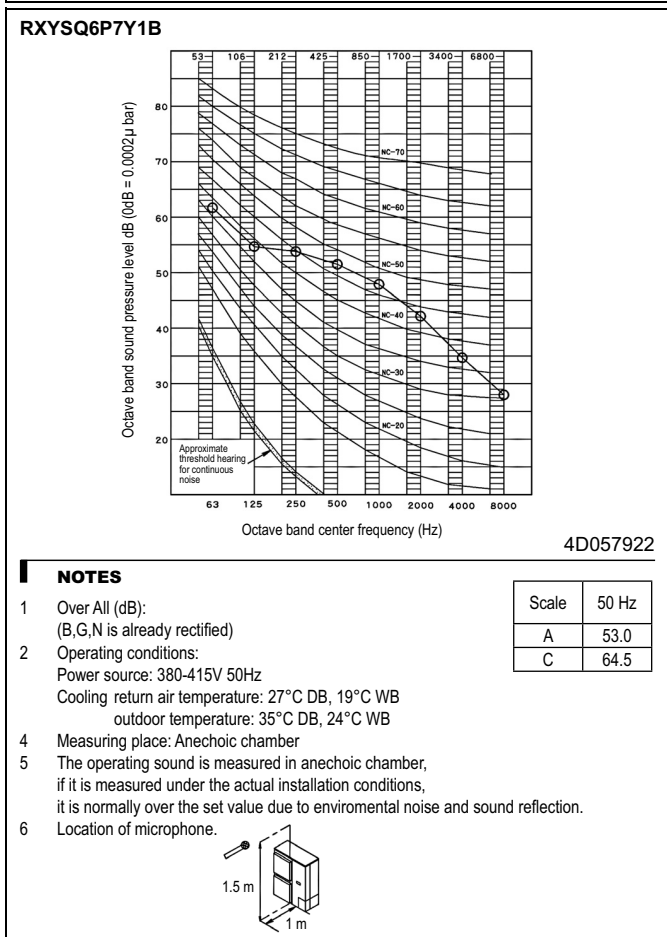 RXYSQ6P7Y1B
53 106 212 425 850 1700 3400 6800
Octave band sound pressure level dB (0dB = 0.0002µ bar)
80
70
60
50
40
30
20
NC-70
NC-60
NC-50
NC-40
NC-30
NC-20
Approximate
threshold hearing
for continuous
noise
63 125 250 500 1000 2000 4000 8000
Octave band center frequency (Hz)
4D057922
NOTES
1 Over All (dB):
(B,G,N is already rectified)
2 Operating conditions:
Power source: 380-415V 50Hz
Cooling return air temperature: 27°C DB, 19°C WB
outdoor temperature: 35°C DB, 24°C WB
4 Measuring place: Anechoic chamber
5 The operating sound is measured in anechoic chamber,
if it is measured under the actual installation conditions,
it is normally over the set value due to enviromental noise and sound reflection.
6 Location of microphone.
Scale 50 Hz
A 53.0
C 64.5
1.5 m
1 m